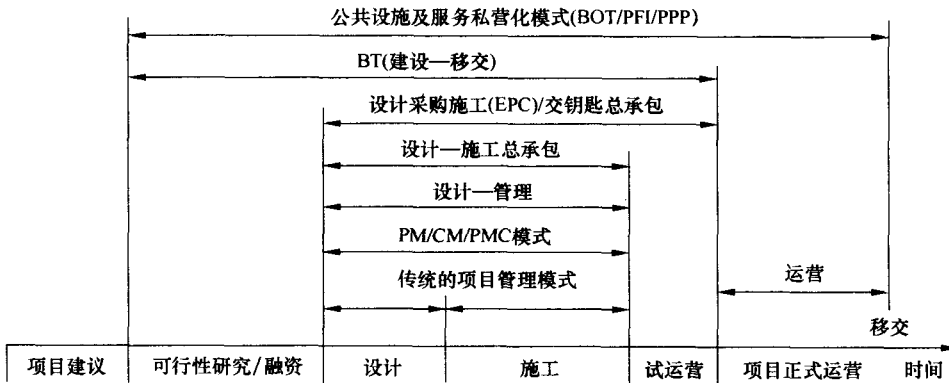 公共设施及服务私营化模式(BOT/PFI/PPP)
BT(建设—移交)
设计采购施工(EPC)/交钥匙总承包
设计—施工总承包
设计—管理
PM/CM/PMC模式
传统的项目管理模式
运营
移交
项目建议 可行性研究/融资 设计 施工 试运营 项目正式运营 时间